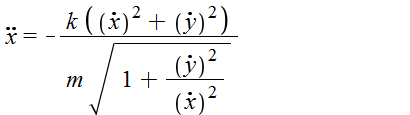 ẍ = - k ( (ẋ)² + (ẏ)² ) / ( m √( 1 + (ẏ)² / (ẋ)² ) )